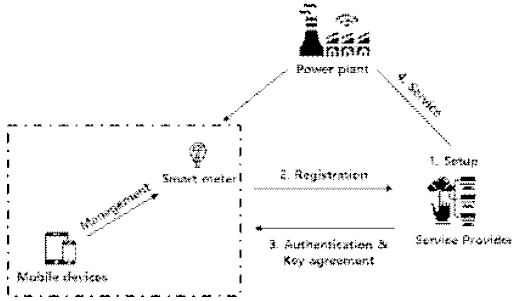 Power plant
4. Service
1. Setup
Smart meter
2. Registration
Management
Service Provider
3. Authentication &
Key agreement
Mobile devices